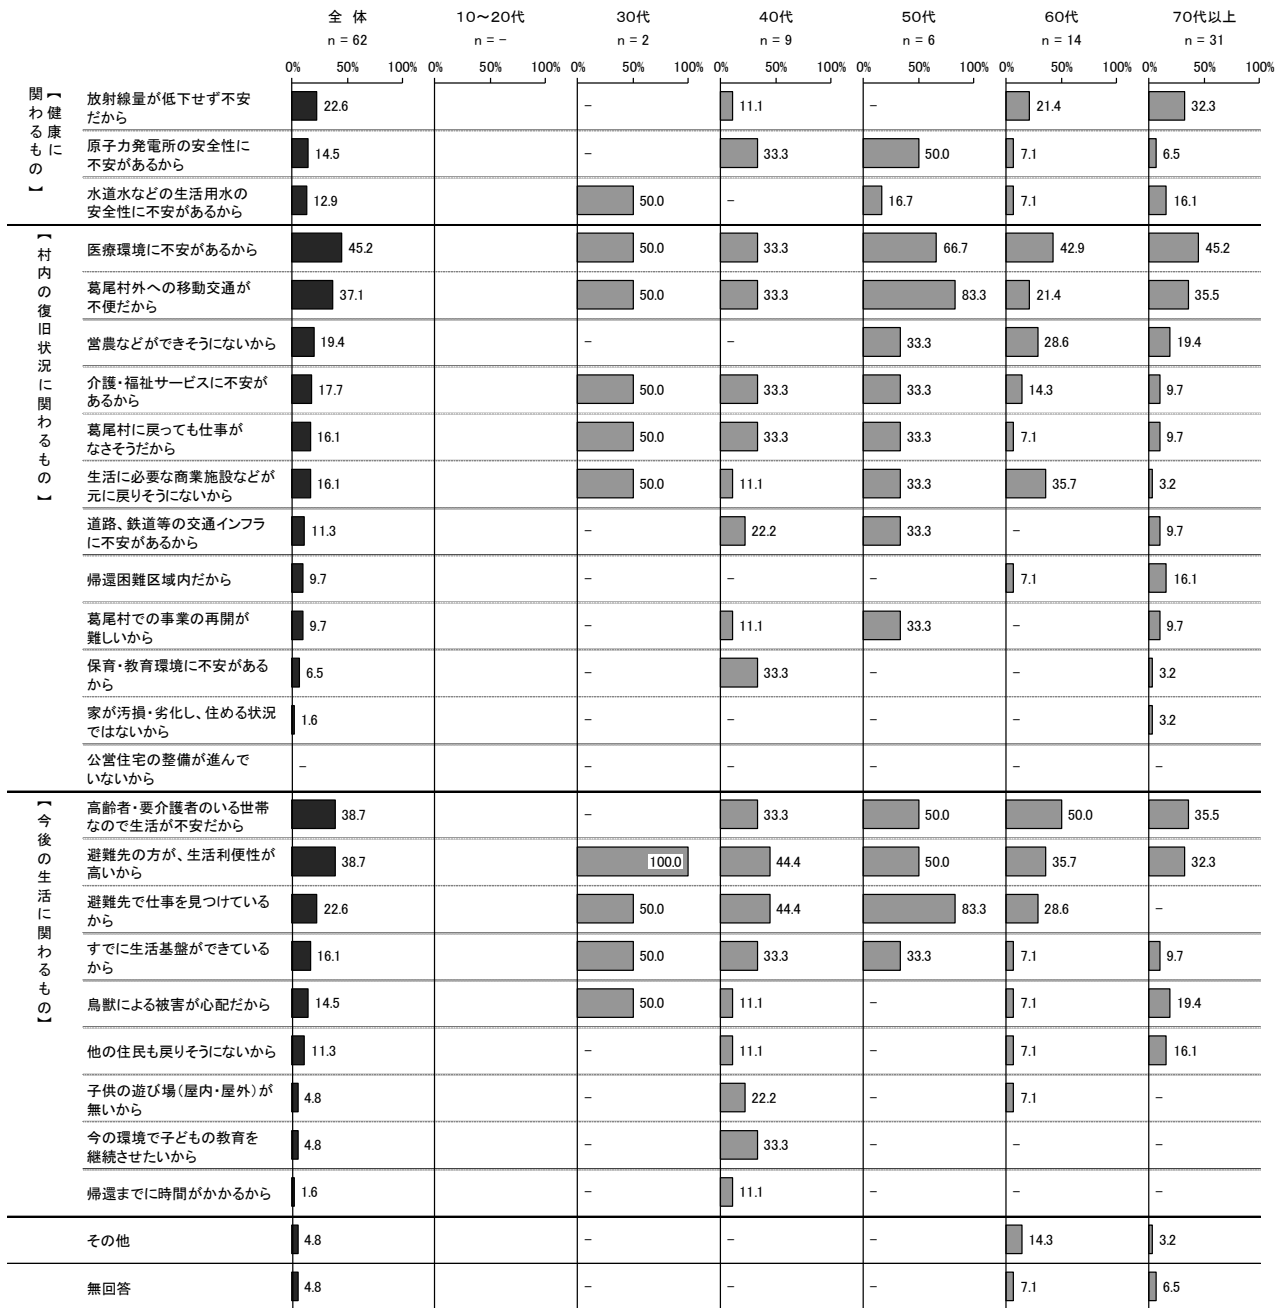 全 体 10～20代 30代 40代 50代 60代 70代以上
n = 62 n = － n = 2 n = 9 n = 6 n = 14 n = 31
0% 50% 100% 0% 50% 100% 0% 50% 100% 0% 50% 100% 0% 50% 100% 0% 50% 100% 0% 50% 100%
【健康に関わるもの】
放射線量が低下せず不安
だから
22.6 － 11.1 － 21.4 32.3
原子力発電所の安全性に
不安があるから
14.5 － 33.3 50.0 7.1 6.5
水道水などの生活用水の
安全性に不安があるから
12.9 50.0 － 16.7 7.1 16.1
【村内の復旧状況に関わるもの】
医療環境に不安があるから
45.2 50.0 33.3 66.7 42.9 45.2
葛尾村外への移動交通が
不便だから
37.1 50.0 33.3 83.3 21.4 35.5
営農などができそうにないから
19.4 － － 33.3 28.6 19.4
介護・福祉サービスに不安が
あるから
17.7 50.0 33.3 33.3 14.3 9.7
葛尾村に戻っても仕事が
なさそうだから
16.1 50.0 33.3 33.3 7.1 9.7
生活に必要な商業施設などが
元に戻りそうにないから
16.1 50.0 11.1 33.3 35.7 3.2
道路、鉄道等の交通インフラ
に不安があるから
11.3 － 22.2 33.3 － 9.7
帰還困難区域内だから
9.7 － － － 7.1 16.1
葛尾村での事業の再開が
難しいから
9.7 － 11.1 33.3 － 9.7
保育・教育環境に不安がある
から
6.5 － 33.3 － － 3.2
家が汚損・劣化し、住める状況
ではないから
1.6 － － － － 3.2
公営住宅の整備が進んで
いないから
－ － － － － －
【今後の生活に関わるもの】
高齢者・要介護者のいる世帯
なので生活が不安だから
38.7 － 33.3 50.0 50.0 35.5
避難先の方が、生活利便性が
高いから
38.7 100.0 44.4 50.0 35.7 32.3
避難先で仕事を見つけている
から
22.6 50.0 44.4 83.3 28.6 －
すでに生活基盤ができている
から
16.1 50.0 33.3 33.3 7.1 9.7
鳥獣による被害が心配だから
14.5 50.0 11.1 － 7.1 19.4
他の住民も戻りそうにないから
11.3 － 11.1 － 7.1 16.1
子供の遊び場（屋内・屋外）が
無いから
4.8 － 22.2 － 7.1 －
今の環境で子どもの教育を
継続させたいから
4.8 － 33.3 － － －
帰還までに時間がかかるから
1.6 － 11.1 － － －
その他
4.8 － － － 14.3 3.2
無回答
4.8 － － － 7.1 6.5